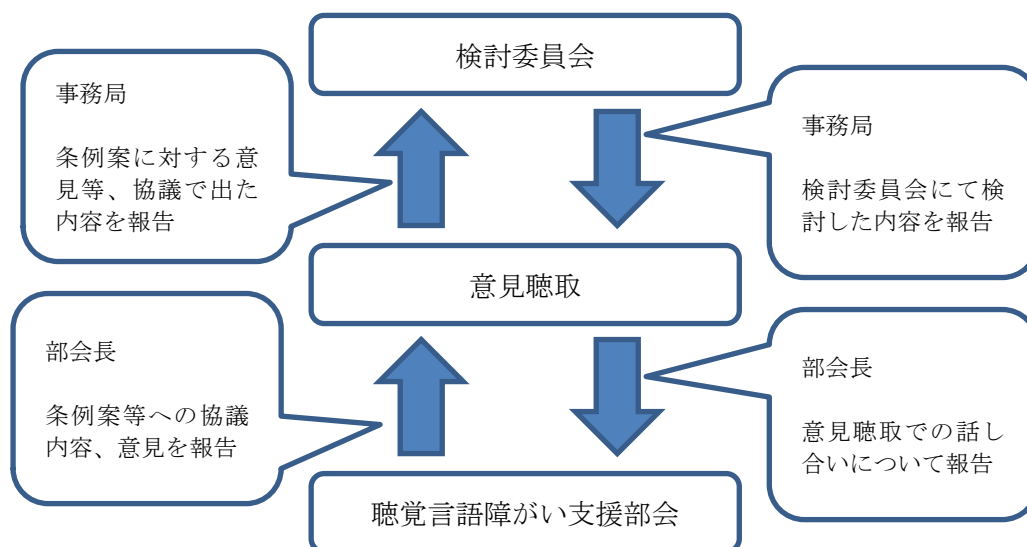 検討委員会
事務局
条例案に対する意
見等、協議で出た
内容を報告
事務局
検討委員会にて検
討した内容を報告
意見聴取
部会長
条例案等への協議
内容、意見を報告
部会長
意見聴取での話し
合いについて報告
聴覚言語障がい支援部会